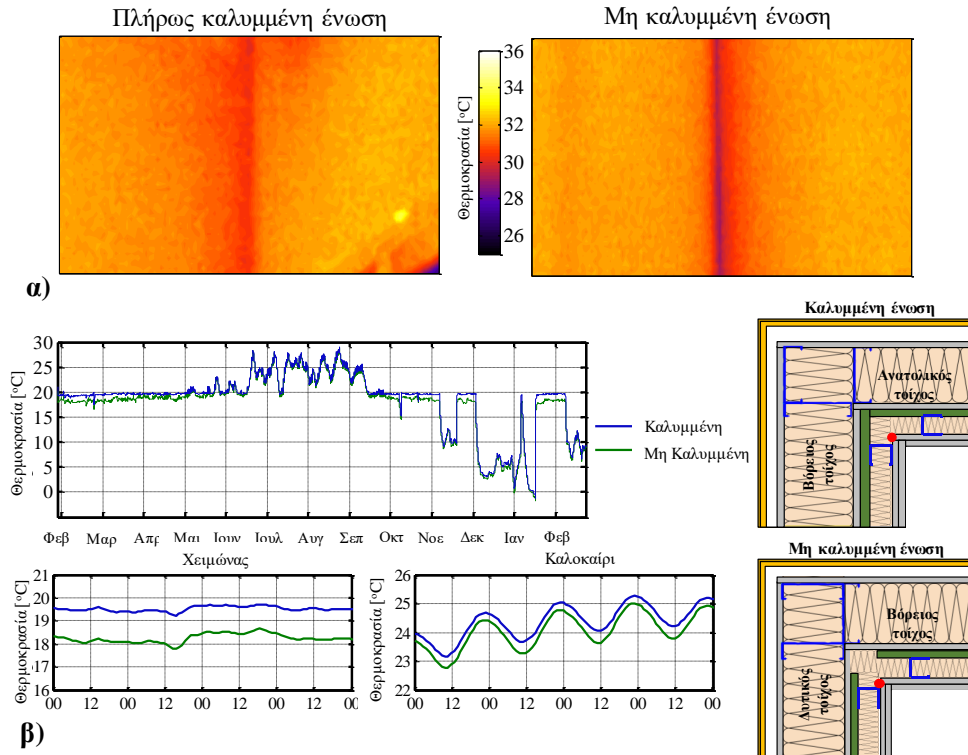 Πλήρως καλυμμένη ένωση
Μη καλυμμένη ένωση
Θερμοκρασία [°C]
36
34
32
30
28
26
α)
Θερμοκρασία [°C]
30
25
20
15
10
5
0
Φεβ Μαρ Απρ Μαι Ιουν Ιουλ Αυγ Σεπ Οκτ Νοε Δεκ Ιαν Φεβ
Καλυμμένη
Μη Καλυμμένη
Χειμώνας
Θερμοκρασία [°C]
21
20
19
18
17
16
00 12 00 12 00 12 00 12 00
Καλοκαίρι
Θερμοκρασία [°C]
26
25
24
23
22
00 12 00 12 00 12 00 12 00
β)
Καλυμμένη ένωση
Ανατολικός
τοίχος
Βόρειος
τοίχος
Μη καλυμμένη ένωση
Βόρειος
τοίχος
Δυτικός
τοίχος